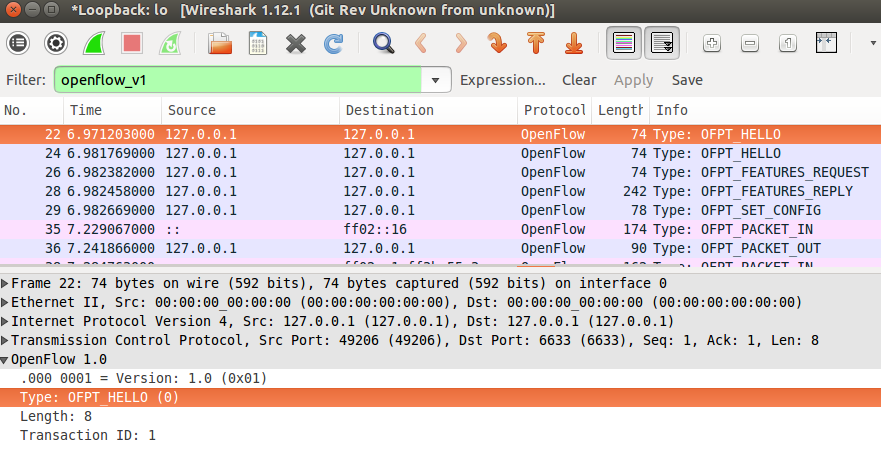 *Loopback: lo [Wireshark 1.12.1 (Git Rev Unknown from unknown)]
Filter: openflow_v1 Expression... Clear Apply Save
No. Time Source Destination Protocol Length Info
22 6.971203000 127.0.0.1 127.0.0.1 OpenFlow 74 Type: OFPT_HELLO
24 6.981769000 127.0.0.1 127.0.0.1 OpenFlow 74 Type: OFPT_HELLO
26 6.982382000 127.0.0.1 127.0.0.1 OpenFlow 74 Type: OFPT_FEATURES_REQUEST
28 6.982458000 127.0.0.1 127.0.0.1 OpenFlow 242 Type: OFPT_FEATURES_REPLY
29 6.982669000 127.0.0.1 127.0.0.1 OpenFlow 78 Type: OFPT_SET_CONFIG
35 7.229067000 :: ff02::16 OpenFlow 174 Type: OFPT_PACKET_IN
36 7.241866000 127.0.0.1 127.0.0.1 OpenFlow 90 Type: OFPT_PACKET_OUT
Type: OFPT_PACKET_IN
Frame 22: 74 bytes on wire (592 bits), 74 bytes captured (592 bits) on interface 0
Ethernet II, Src: 00:00:00_00:00:00 (00:00:00:00:00:00), Dst: 00:00:00_00:00:00 (00:00:00:00:00:00)
Internet Protocol Version 4, Src: 127.0.0.1 (127.0.0.1), Dst: 127.0.0.1 (127.0.0.1)
Transmission Control Protocol, Src Port: 49206 (49206), Dst Port: 6633 (6633), Seq: 1, Ack: 1, Len: 8
OpenFlow 1.0
.000 0001 = Version: 1.0 (0x01)
Type: OFPT_HELLO (0)
Length: 8
Transaction ID: 1